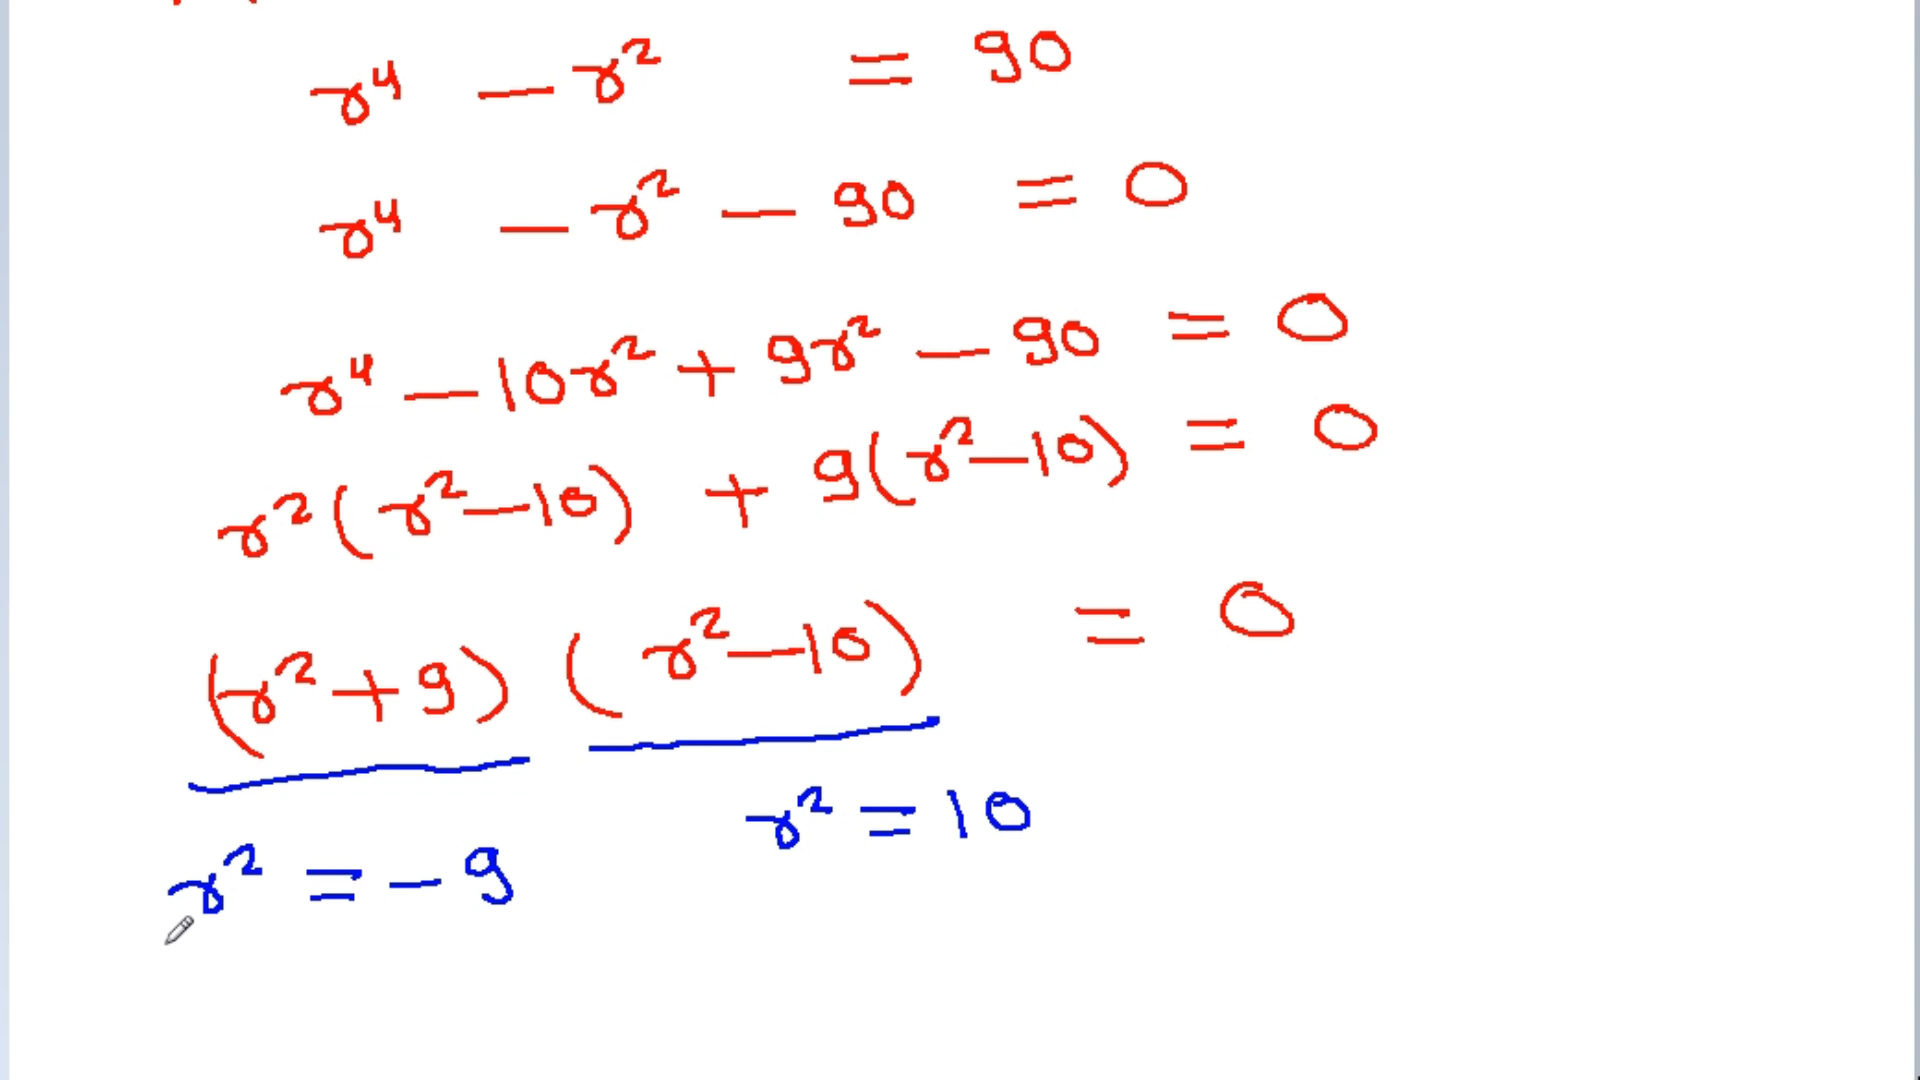 r⁴ − r² = 90
r⁴ − r² − 90 = 0
r⁴ − 10r² + 9r² − 90 = 0
r²(r²−10) + 9(r²−10) = 0
(r²+9) (r²−10) = 0
r² = 10
r² = − 9